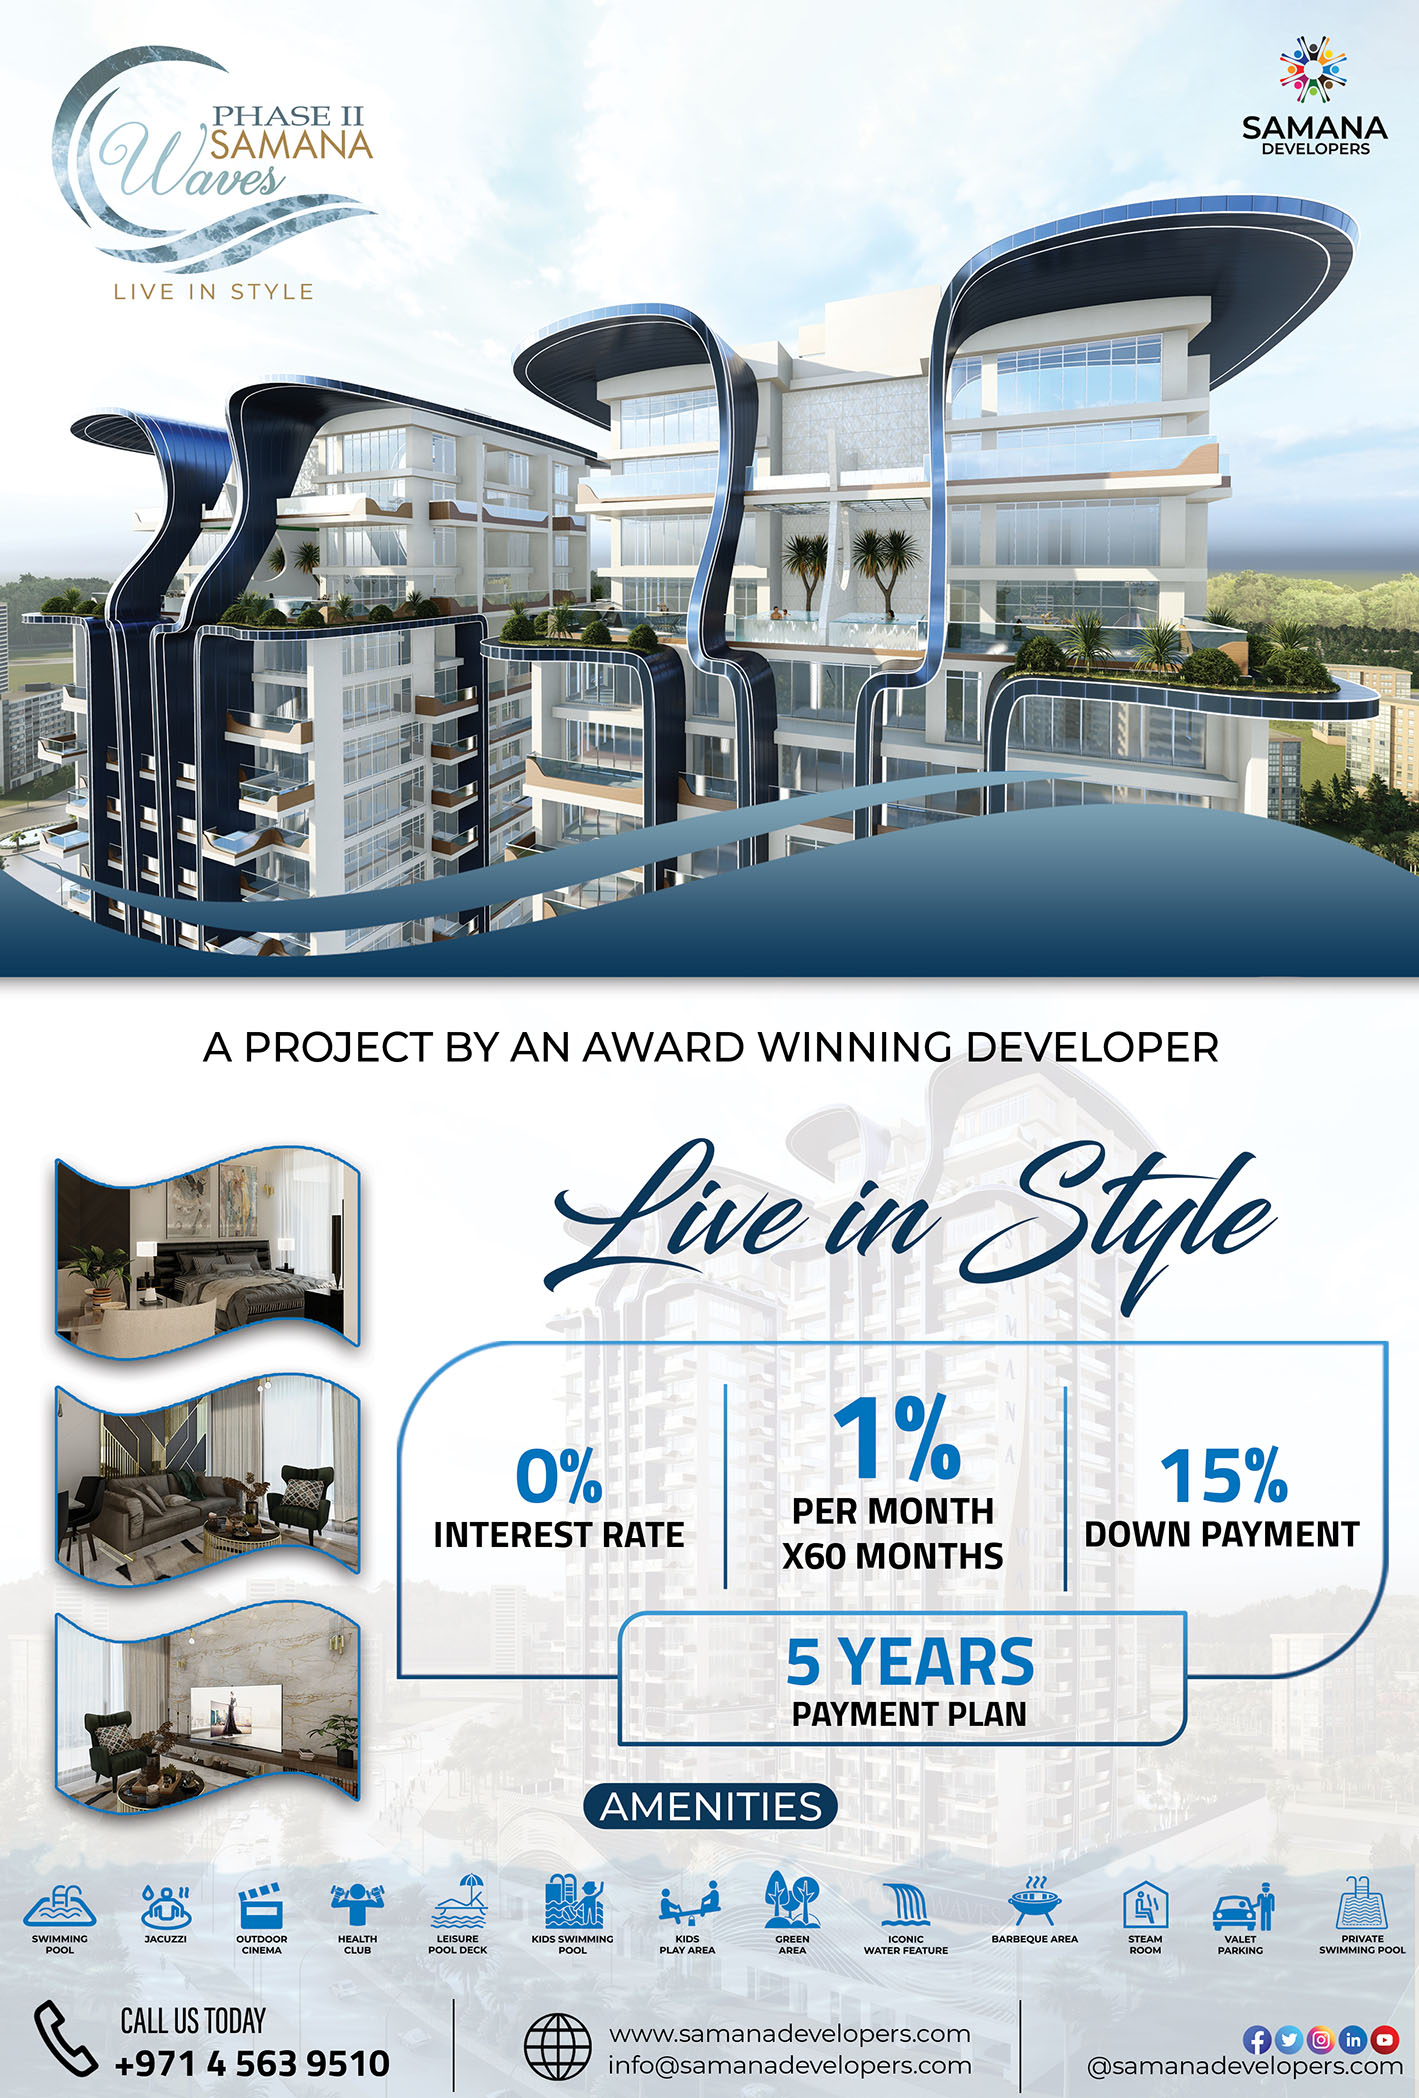 PHASE II
SAMANA
Waves
LIVE IN STYLE
SAMANA
DEVELOPERS
A PROJECT BY AN AWARD WINNING DEVELOPER
Live in Style
0%
INTEREST RATE
1%
PER MONTH
X60 MONTHS
15%
DOWN PAYMENT
5 YEARS
PAYMENT PLAN
AMENITIES
SWIMMING
POOL
JACUZZI
OUTDOOR
CINEMA
HEALTH
CLUB
LEISURE
POOL DECK
KIDS SWIMMING
POOL
KIDS
PLAY AREA
GREEN
AREA
ICONIC
WATER FEATURE
BARBEQUE AREA
STEAM
ROOM
VALET
PARKING
PRIVATE
SWIMMING POOL
CALL US TODAY
+971 4 563 9510
www.samanadevelopers.com
info@samanadevelopers.com
@samanadevelopers.com